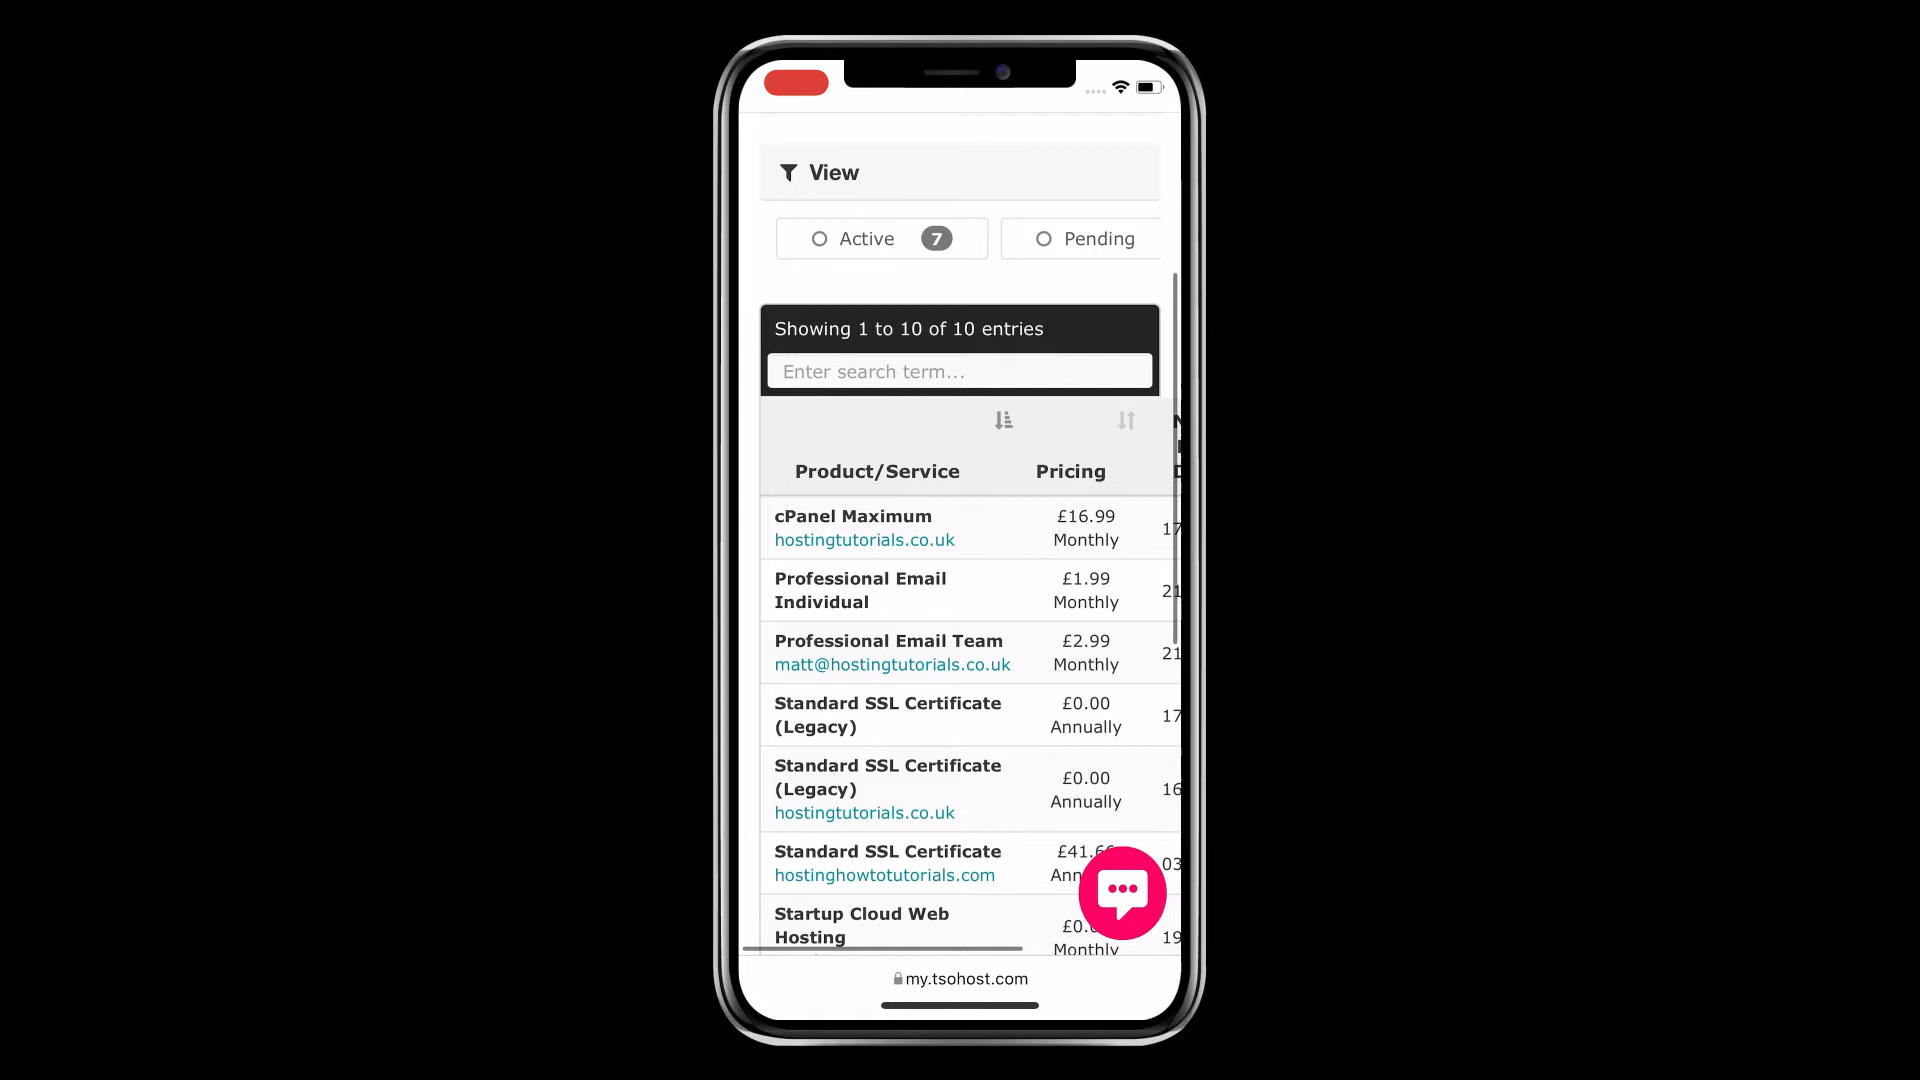 View
Active 7
Pending
Showing 1 to 10 of 10 entries
Enter search term...
Product/Service Pricing
cPanel Maximum £16.99
hostingtutorials.co.uk Monthly 17
Professional Email £1.99
Individual Monthly 21
Professional Email Team £2.99
matt@hostingtutorials.co.uk Monthly 21
Standard SSL Certificate £0.00
(Legacy) Annually 17
Standard SSL Certificate £0.00
(Legacy) Annually 16
hostingtutorials.co.uk
Standard SSL Certificate £41.6
hostinghowtotutorials.com Ann 03
Startup Cloud Web £0.
Hosting Monthly 19
my.tsohost.com